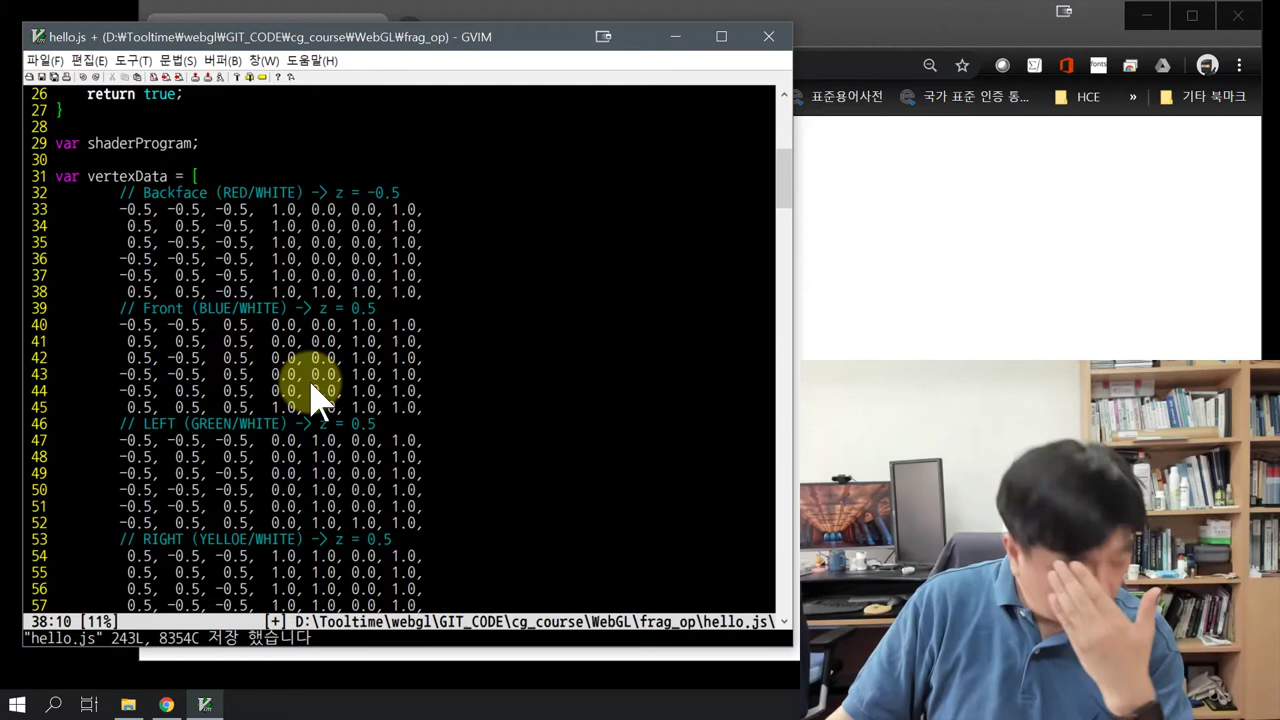 hello.js + (D:₩Tooltime₩webgl₩GIT_CODE₩cg_course₩WebGL₩frag_op) - GVIM
파일(F) 편집(E) 도구(T) 문법(S) 버퍼(B) 창(W) 도움말(H)
fonts
표준용어사전 국가 표준 인증 통... HCE » 기타 북마크
26 return true;
27 }
28
29 var shaderProgram;
30
31 var vertexData = [
32 // Backface (RED/WHITE) -> z = -0.5
33 -0.5, -0.5, -0.5, 1.0, 0.0, 0.0, 1.0,
34 0.5, 0.5, -0.5, 1.0, 0.0, 0.0, 1.0,
35 0.5, -0.5, -0.5, 1.0, 0.0, 0.0, 1.0,
36 -0.5, -0.5, -0.5, 1.0, 0.0, 0.0, 1.0,
37 -0.5, 0.5, -0.5, 1.0, 0.0, 0.0, 1.0,
38 0.5, 0.5, -0.5, 1.0, 0.0, 0.0, 1.0,
39 // Front (BLUE/WHITE) -> z = 0.5
40 -0.5, -0.5, 0.5, 0.0, 0.0, 1.0, 1.0,
41 0.5, 0.5, 0.5, 0.0, 0.0, 1.0, 1.0,
42 0.5, -0.5, 0.5, 0.0, 0.0, 1.0, 1.0,
43 -0.5, -0.5, 0.5, 0.0, 0.0, 1.0, 1.0,
44 -0.5, 0.5, 0.5, 0.0, 0.0, 1.0, 1.0,
45 0.5, 0.5, 0.5, 1.0, 1.0, 1.0,
46 // LEFT (GREEN/WHITE) -> z = 0.5
47 -0.5, -0.5, -0.5, 0.0, 1.0, 0.0, 1.0,
48 -0.5, 0.5, 0.5, 0.0, 1.0, 0.0, 1.0,
49 -0.5, 0.5, -0.5, 0.0, 1.0, 0.0, 1.0,
50 -0.5, -0.5, -0.5, 0.0, 1.0, 0.0, 1.0,
51 -0.5, -0.5, 0.5, 0.0, 1.0, 0.0, 1.0,
52 -0.5, 0.5, 0.5, 0.0, 1.0, 0.0, 1.0,
53 // RIGHT (YELLOE/WHITE) -> z = 0.5
54 0.5, -0.5, -0.5, 1.0, 1.0, 0.0, 1.0,
55 0.5, 0.5, 0.5, 1.0, 1.0, 0.0, 1.0,
56 0.5, 0.5, -0.5, 1.0, 1.0, 0.0, 1.0,
57 0.5, -0.5, -0.5, 1.0, 1.0, 0.0, 1.0,
38:10 [11%] [+] D:\Tooltime\webgl\GIT_CODE\cg_course\WebGL\frag_op\hello.js\
"hello.js" 243L, 8354C 저장 했습니다